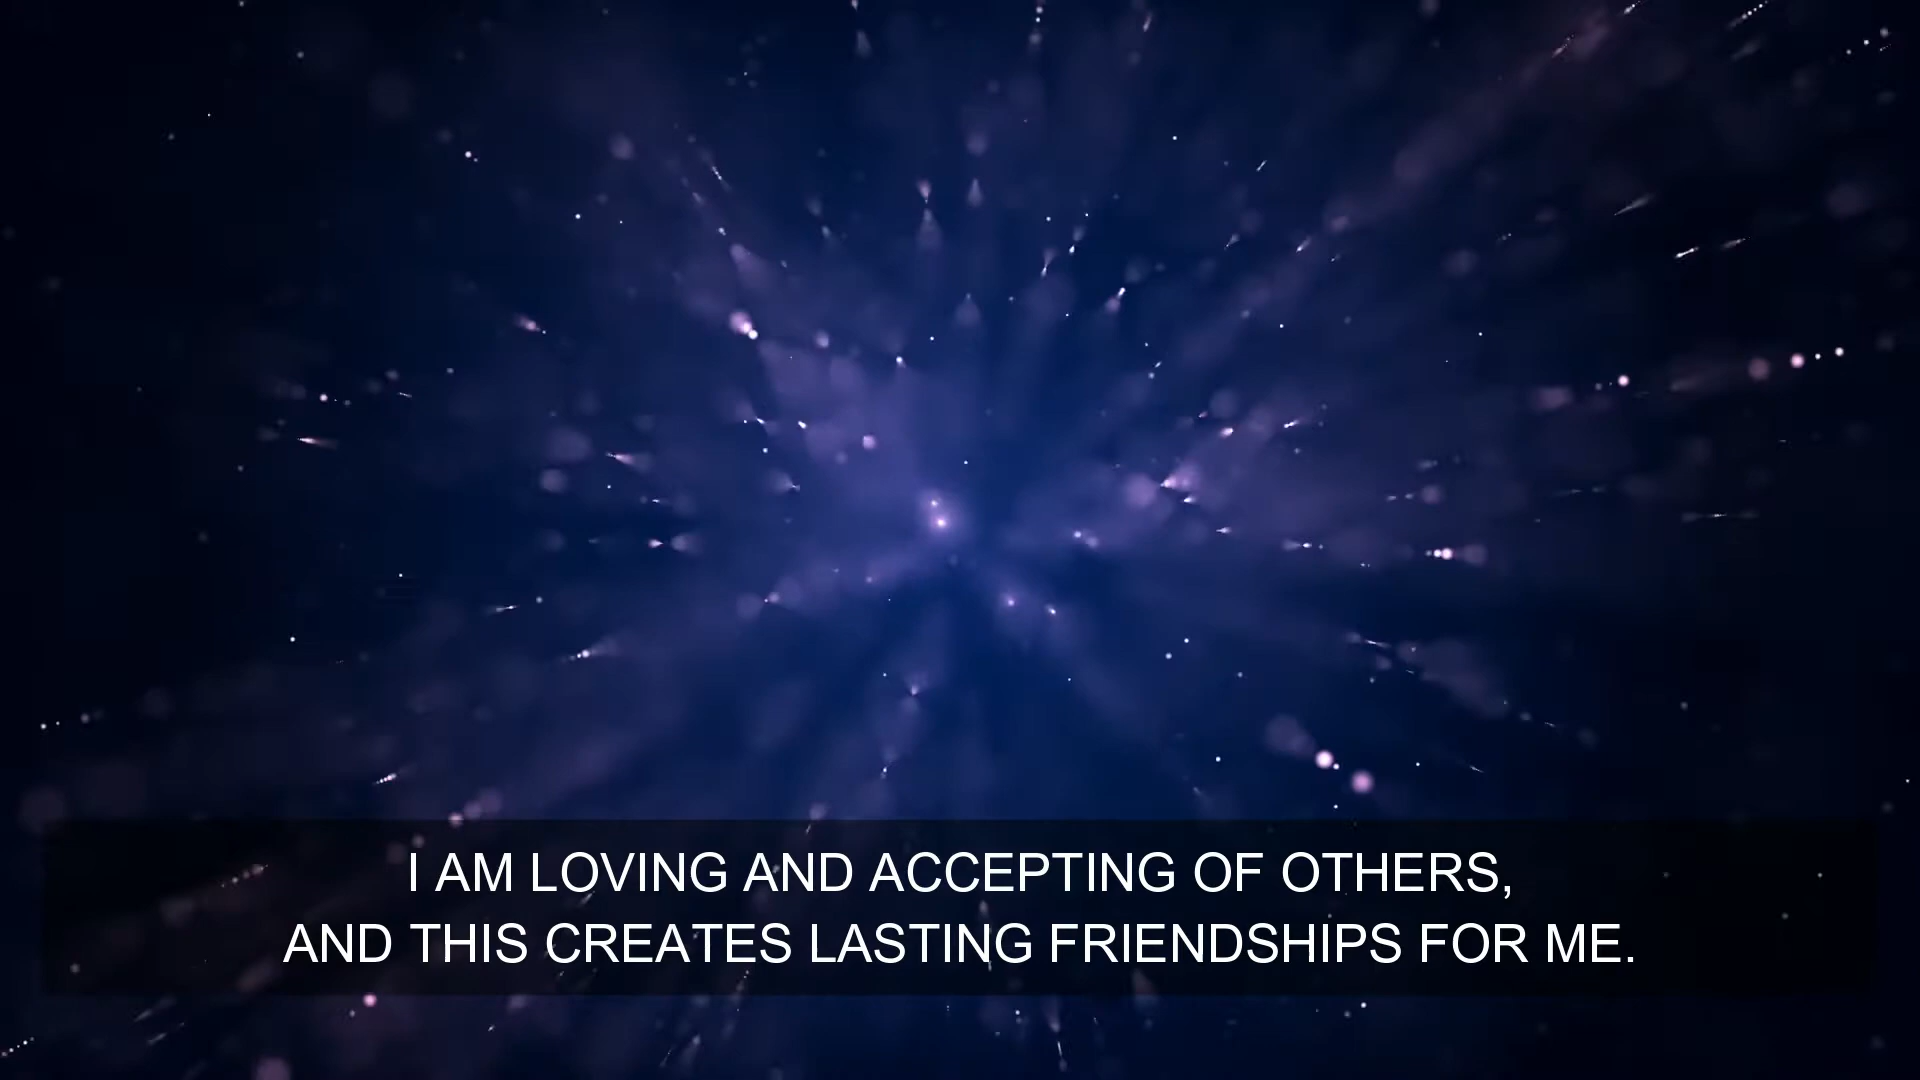 I AM LOVING AND ACCEPTING OF OTHERS,
AND THIS CREATES LASTING FRIENDSHIPS FOR ME.